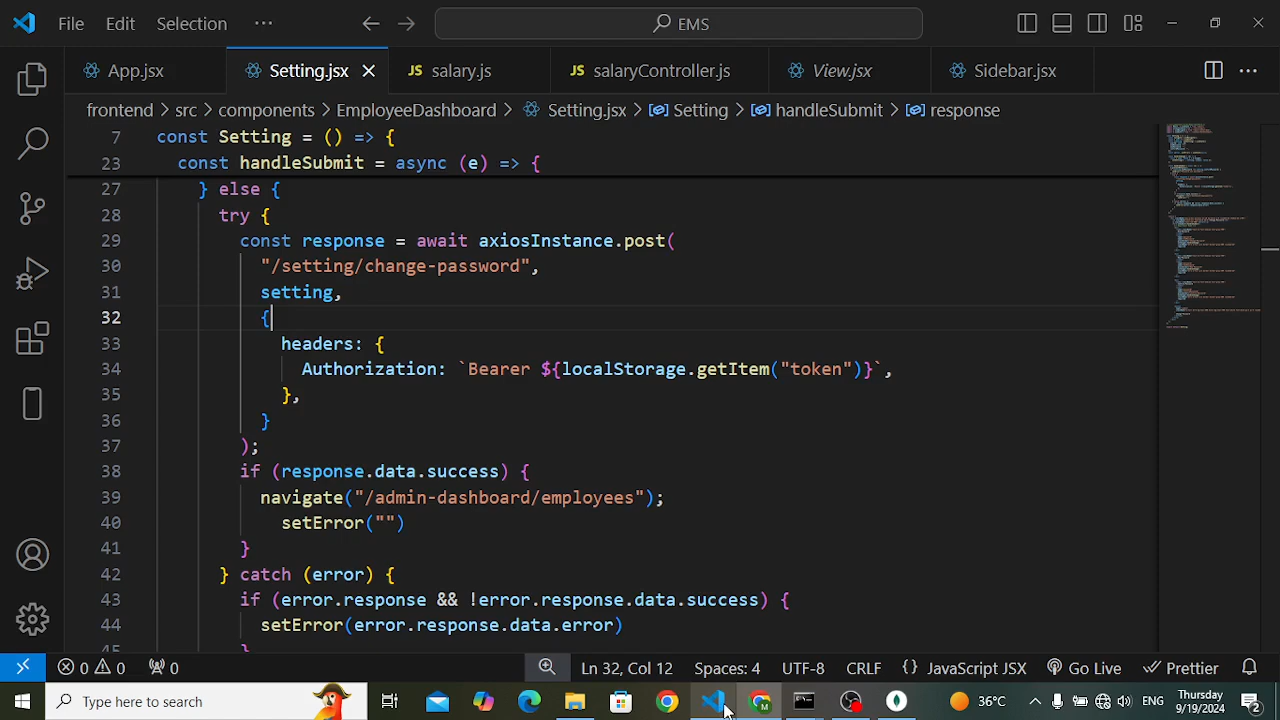 File Edit Selection ··· EMS
App.jsx Setting.jsx JS salary.js JS salaryController.js View.jsx Sidebar.jsx ···
frontend > src > components > EmployeeDashboard > Setting.jsx > Setting > handleSubmit > response
7 const Setting = () => {
23 const handleSubmit = async (e) => {
27 } else {
28 try {
29 const response = await axiosInstance.post(
30 "/setting/change-password",
31 setting,
32 {
33 headers: {
34 Authorization: `Bearer ${localStorage.getItem("token")}`,
35 },
36 }
37 );
38 if (response.data.success) {
39 navigate("/admin-dashboard/employees");
40 setError("")
41 }
42 } catch (error) {
43 if (error.response && !error.response.data.success) {
44 setError(error.response.data.error)
45 }
0 0 0 Ln 32, Col 12 Spaces: 4 UTF-8 CRLF {} JavaScript JSX Go Live Prettier
Type here to search 36°C ENG Thursday
9/19/2024 2